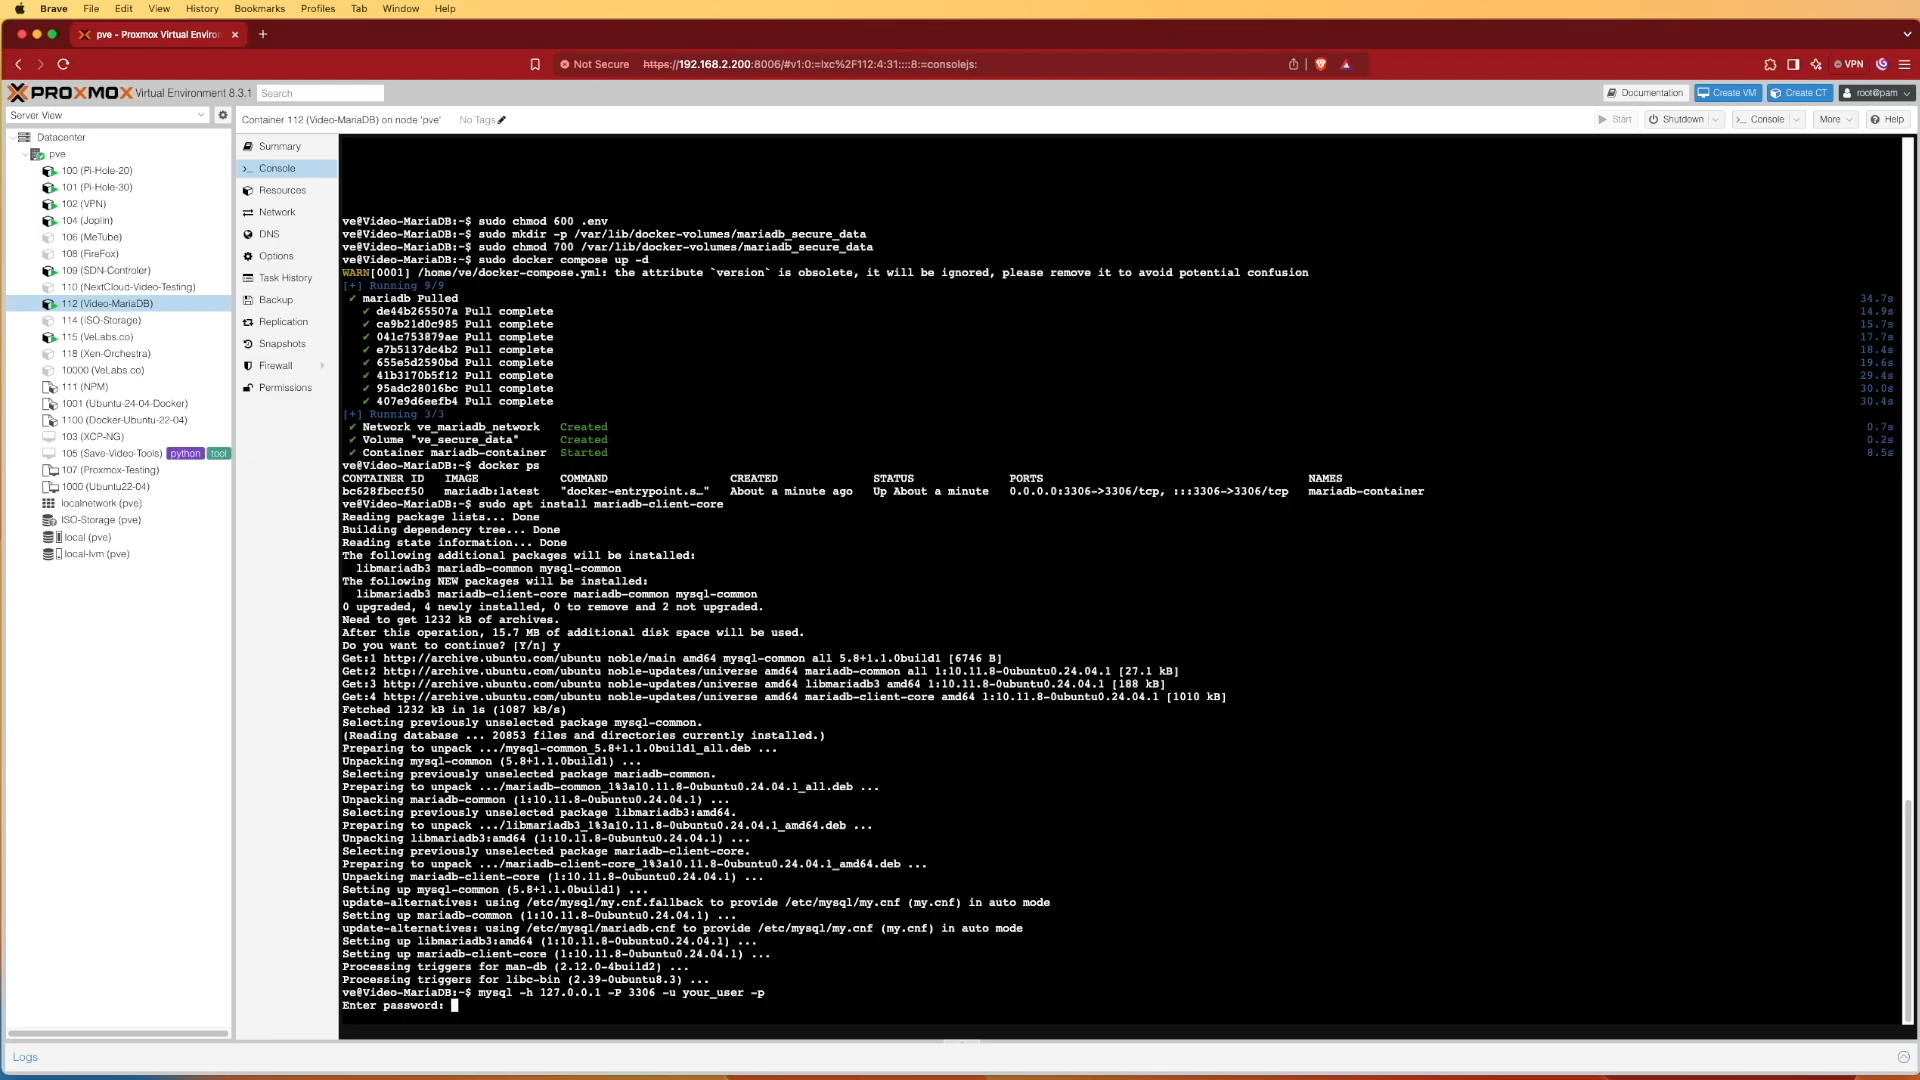 Brave File Edit View History Bookmarks Profiles Tab Window Help
pve - Proxmox Virtual Environ
Not Secure https://192.168.2.200:8006/#v1:0:=lxc%2F112:4:31::::8:=consolejs:
VPN
PROXMOX Virtual Environment 8.3.1 Search
Documentation Create VM Create CT root@pam
Server View
Container 112 (Video-MariaDB) on node 'pve' No Tags
Start Shutdown >_ Console More Help
Datacenter
pve
100 (Pi-Hole-20)
101 (Pi-Hole-30)
102 (VPN)
104 (Joplin)
106 (MeTube)
108 (FireFox)
109 (SDN-Controler)
110 (NextCloud-Video-Testing)
112 (Video-MariaDB)
114 (ISO-Storage)
115 (VeLabs.co)
118 (Xen-Orchestra)
10000 (VeLabs.co)
111 (NPM)
1001 (Ubuntu-24-04-Docker)
1100 (Docker-Ubuntu-22-04)
103 (XCP-NG)
105 (Save-Video-Tools) python tool
107 (Proxmox-Testing)
1000 (Ubuntu22-04)
localnetwork (pve)
ISO-Storage (pve)
local (pve)
local-lvm (pve)
Summary
>_ Console
Resources
Network
DNS
Options
Task History
Backup
Replication
Snapshots
Firewall
Permissions
ve@Video-MariaDB:~$ sudo chmod 600 .env
ve@Video-MariaDB:~$ sudo mkdir -p /var/lib/docker-volumes/mariadb_secure_data
ve@Video-MariaDB:~$ sudo chmod 700 /var/lib/docker-volumes/mariadb_secure_data
ve@Video-MariaDB:~$ sudo docker compose up -d
WARN[0001] /home/ve/docker-compose.yml: the attribute `version` is obsolete, it will be ignored, please remove it to avoid potential confusion
[+] Running 9/9
✓ mariadb Pulled 34.7s
✓ de44b265507a Pull complete 14.9s
✓ ca9b21d0c985 Pull complete 15.7s
✓ 041c753879ae Pull complete 17.7s
✓ e7b5137dc4b2 Pull complete 18.4s
✓ 655e5d2590bd Pull complete 19.6s
✓ 41b3170b5f12 Pull complete 29.4s
✓ 95adc28016bc Pull complete 30.0s
✓ 407e9d6eefb4 Pull complete 30.4s
[+] Running 3/3
✓ Network ve_mariadb_network Created 0.7s
✓ Volume "ve_secure_data" Created 0.2s
✓ Container mariadb-container Started 8.5s
ve@Video-MariaDB:~$ docker ps
CONTAINER ID IMAGE COMMAND CREATED STATUS PORTS NAMES
bc628fbccf50 mariadb:latest "docker-entrypoint.s…" About a minute ago Up About a minute 0.0.0.0:3306->3306/tcp, :::3306->3306/tcp mariadb-container
ve@Video-MariaDB:~$ sudo apt install mariadb-client-core
Reading package lists... Done
Building dependency tree... Done
Reading state information... Done
The following additional packages will be installed:
libmariadb3 mariadb-common mysql-common
The following NEW packages will be installed:
libmariadb3 mariadb-client-core mariadb-common mysql-common
0 upgraded, 4 newly installed, 0 to remove and 2 not upgraded.
Need to get 1232 kB of archives.
After this operation, 15.7 MB of additional disk space will be used.
Do you want to continue? [Y/n] y
Get:1 http://archive.ubuntu.com/ubuntu noble/main amd64 mysql-common all 5.8+1.1.0build1 [6746 B]
Get:2 http://archive.ubuntu.com/ubuntu noble-updates/universe amd64 mariadb-common all 1:10.11.8-0ubuntu0.24.04.1 [27.1 kB]
Get:3 http://archive.ubuntu.com/ubuntu noble-updates/universe amd64 libmariadb3 amd64 1:10.11.8-0ubuntu0.24.04.1 [188 kB]
Get:4 http://archive.ubuntu.com/ubuntu noble-updates/universe amd64 mariadb-client-core amd64 1:10.11.8-0ubuntu0.24.04.1 [1010 kB]
Fetched 1232 kB in 1s (1087 kB/s)
Selecting previously unselected package mysql-common.
(Reading database ... 20853 files and directories currently installed.)
Preparing to unpack .../mysql-common_5.8+1.1.0build1_all.deb ...
Unpacking mysql-common (5.8+1.1.0build1) ...
Selecting previously unselected package mariadb-common.
Preparing to unpack .../mariadb-common_1%3a10.11.8-0ubuntu0.24.04.1_all.deb ...
Unpacking mariadb-common (1:10.11.8-0ubuntu0.24.04.1) ...
Selecting previously unselected package libmariadb3:amd64.
Preparing to unpack .../libmariadb3_1%3a10.11.8-0ubuntu0.24.04.1_amd64.deb ...
Unpacking libmariadb3:amd64 (1:10.11.8-0ubuntu0.24.04.1) ...
Selecting previously unselected package mariadb-client-core.
Preparing to unpack .../mariadb-client-core_1%3a10.11.8-0ubuntu0.24.04.1_amd64.deb ...
Unpacking mariadb-client-core (1:10.11.8-0ubuntu0.24.04.1) ...
Setting up mysql-common (5.8+1.1.0build1) ...
update-alternatives: using /etc/mysql/my.cnf.fallback to provide /etc/mysql/my.cnf (my.cnf) in auto mode
Setting up mariadb-common (1:10.11.8-0ubuntu0.24.04.1) ...
update-alternatives: using /etc/mysql/mariadb.cnf to provide /etc/mysql/my.cnf (my.cnf) in auto mode
Setting up libmariadb3:amd64 (1:10.11.8-0ubuntu0.24.04.1) ...
Setting up mariadb-client-core (1:10.11.8-0ubuntu0.24.04.1) ...
Processing triggers for man-db (2.12.0-4build2) ...
Processing triggers for libc-bin (2.39-0ubuntu8.3) ...
ve@Video-MariaDB:~$ mysql -h 127.0.0.1 -P 3306 -u your_user -p
Enter password:
Logs